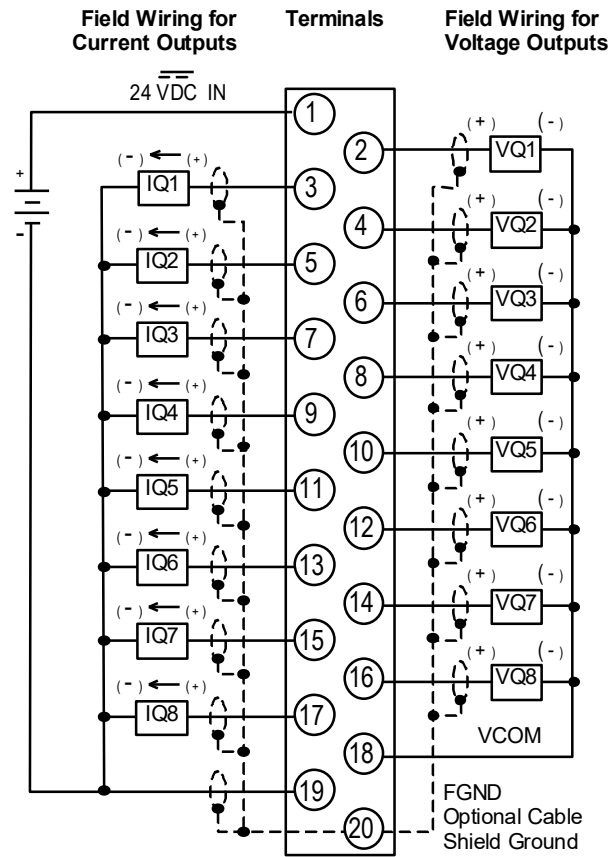 Field Wiring for
Current Outputs
Terminals
Field Wiring for
Voltage Outputs
24 VDC IN
+
-
1
2
(+) (-)
VQ1
(-) ← (+)
IQ1
3
4
(+) (-)
VQ2
(-) ← (+)
IQ2
5
6
(+) (-)
VQ3
(-) ← (+)
IQ3
7
8
(+) (-)
VQ4
(-) ← (+)
IQ4
9
10
(+) (-)
VQ5
(-) ← (+)
IQ5
11
12
(+) (-)
VQ6
(-) ← (+)
IQ6
13
14
(+) (-)
VQ7
(-) ← (+)
IQ7
15
16
(+) (-)
VQ8
(-) ← (+)
IQ8
17
18
VCOM
19
20
FGND
Optional Cable
Shield Ground